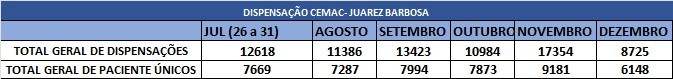 DISPENSAÇÃO CEMAC- JUAREZ BARBOSA
JUL (26 a 31) AGOSTO SETEMBRO OUTUBRO NOVEMBRO DEZEMBRO
TOTAL GERAL DE DISPENSAÇÕES 12618 11386 13423 10984 17354 8725
TOTAL GERAL DE PACIENTE ÚNICOS 7669 7287 7994 7873 9181 6148